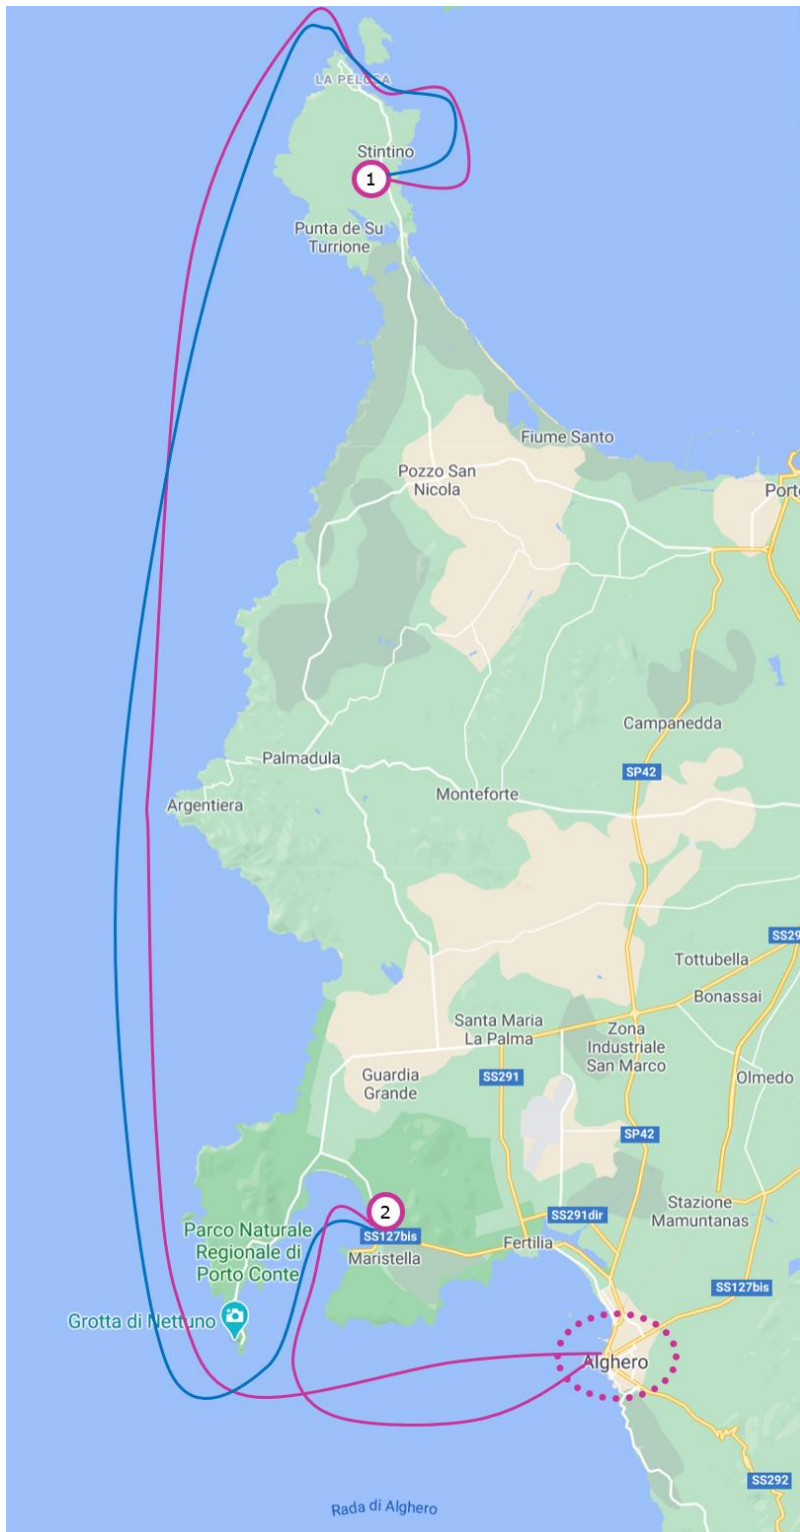 LA PELOSA
Stintino
1
Punta de Su
Turrione
Fiume Santo
Pozzo San
Nicola
Porto
Campanedda
Palmadula
SP42
Monteforte
Argentiera
SS29
Tottubella
Bonassai
Santa Maria
La Palma
Zona
Industriale
San Marco
Guardia
Grande
SS291
Olmedo
SP42
Stazione
Mamuntanas
2
SS291dir
Parco Naturale
Regionale di
Porto Conte
SS127bis
Maristella
Fertilia
SS127bis
Grotta di Nettuno
Alghero
SS292
Rada di Alghero